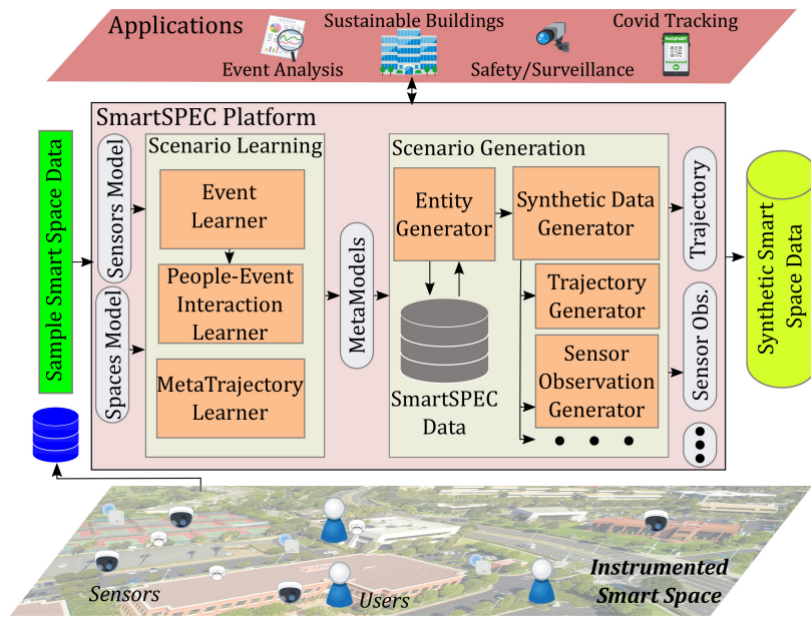 Applications
Sustainable Buildings
Covid Tracking
Event Analysis
Safety/Surveillance
PASSPORT
SmartSPEC Platform
Sample Smart Space Data
Sensors Model
Spaces Model
Scenario Learning
Event
Learner
People-Event
Interaction
Learner
MetaTrajectory
Learner
MetaModels
Scenario Generation
Entity
Generator
Synthetic Data
Generator
Trajectory
Generator
Sensor
Observation
Generator
SmartSPEC
Data
Trajectory
Sensor Obs.
Synthetic Smart
Space Data
Sensors
Users
Instrumented
Smart Space